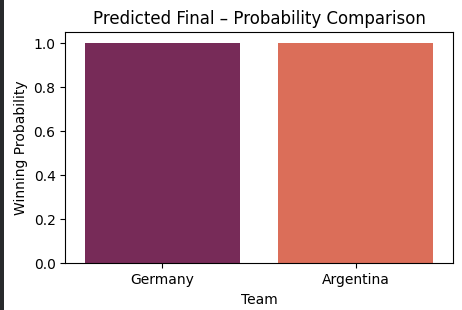 Predicted Final – Probability Comparison
Winning Probability
1.0
0.8
0.6
0.4
0.2
0.0
Germany
Argentina
Team